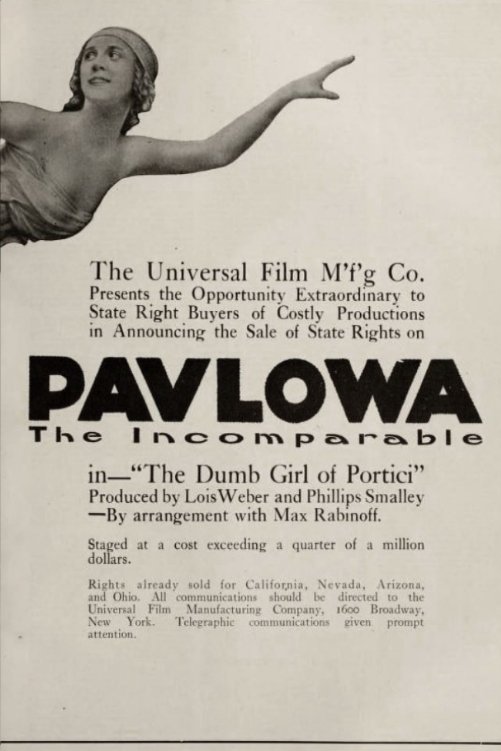 The Universal Film M'f'g Co.
Presents the Opportunity Extraordinary to
State Right Buyers of Costly Productions
in Announcing the Sale of State Rights on
PAVLOWA
The Incomparable
in—"The Dumb Girl of Portici"
Produced by Lois Weber and Phillips Smalley
—By arrangement with Max Rabinoff.
Staged at a cost exceeding a quarter of a million
dollars.
Rights already sold for California, Nevada, Arizona,
and Ohio. All communications should be directed to the
Universal Film Manufacturing Company, 1600 Broadway,
New York. Telegraphic communications given prompt
attention.